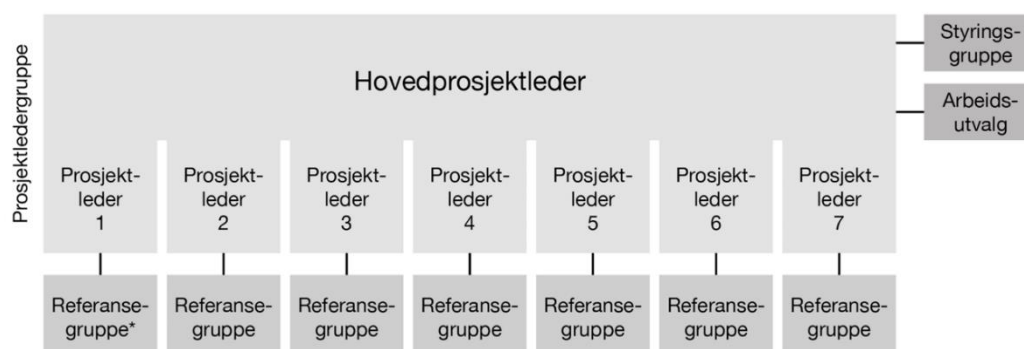 Prosjektledergruppe
Hovedprosjektleder
Styrings-
gruppe
Arbeids-
utvalg
Prosjekt-
leder
1
Prosjekt-
leder
2
Prosjekt-
leder
3
Prosjekt-
leder
4
Prosjekt-
leder
5
Prosjekt-
leder
6
Prosjekt-
leder
7
Referanse-
gruppe*
Referanse-
gruppe
Referanse-
gruppe
Referanse-
gruppe
Referanse-
gruppe
Referanse-
gruppe
Referanse-
gruppe